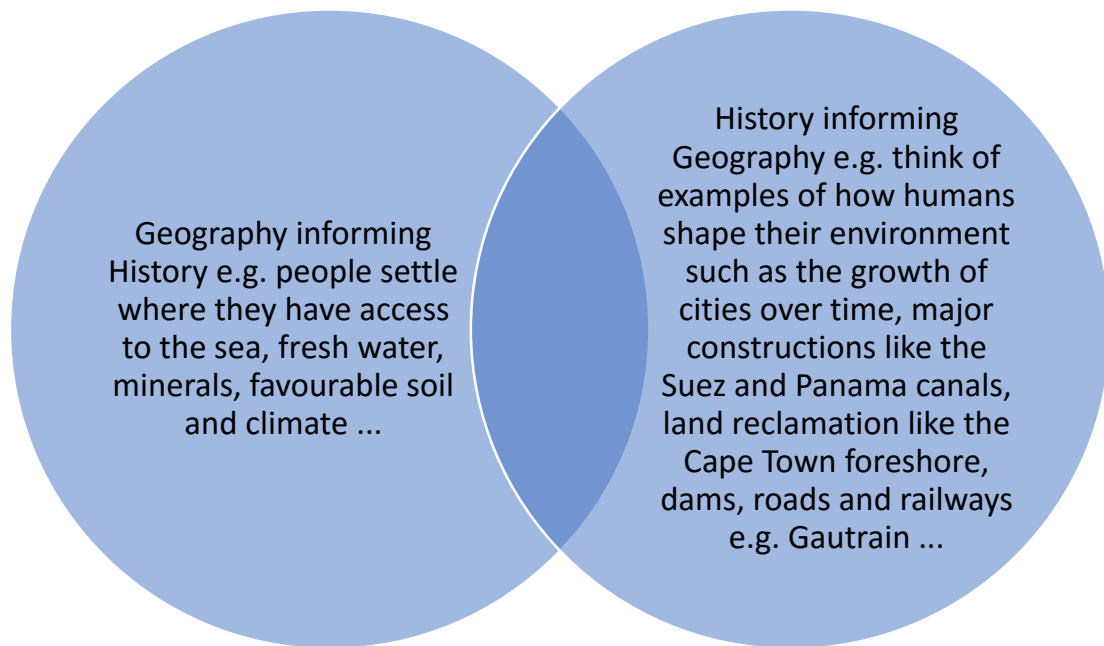 Geography informing
History e.g. people settle
where they have access
to the sea, fresh water,
minerals, favourable soil
and climate ...
History informing
Geography e.g. think of
examples of how humans
shape their environment
such as the growth of
cities over time, major
constructions like the
Suez and Panama canals,
land reclamation like the
Cape Town foreshore,
dams, roads and railways
e.g. Gautrain ...